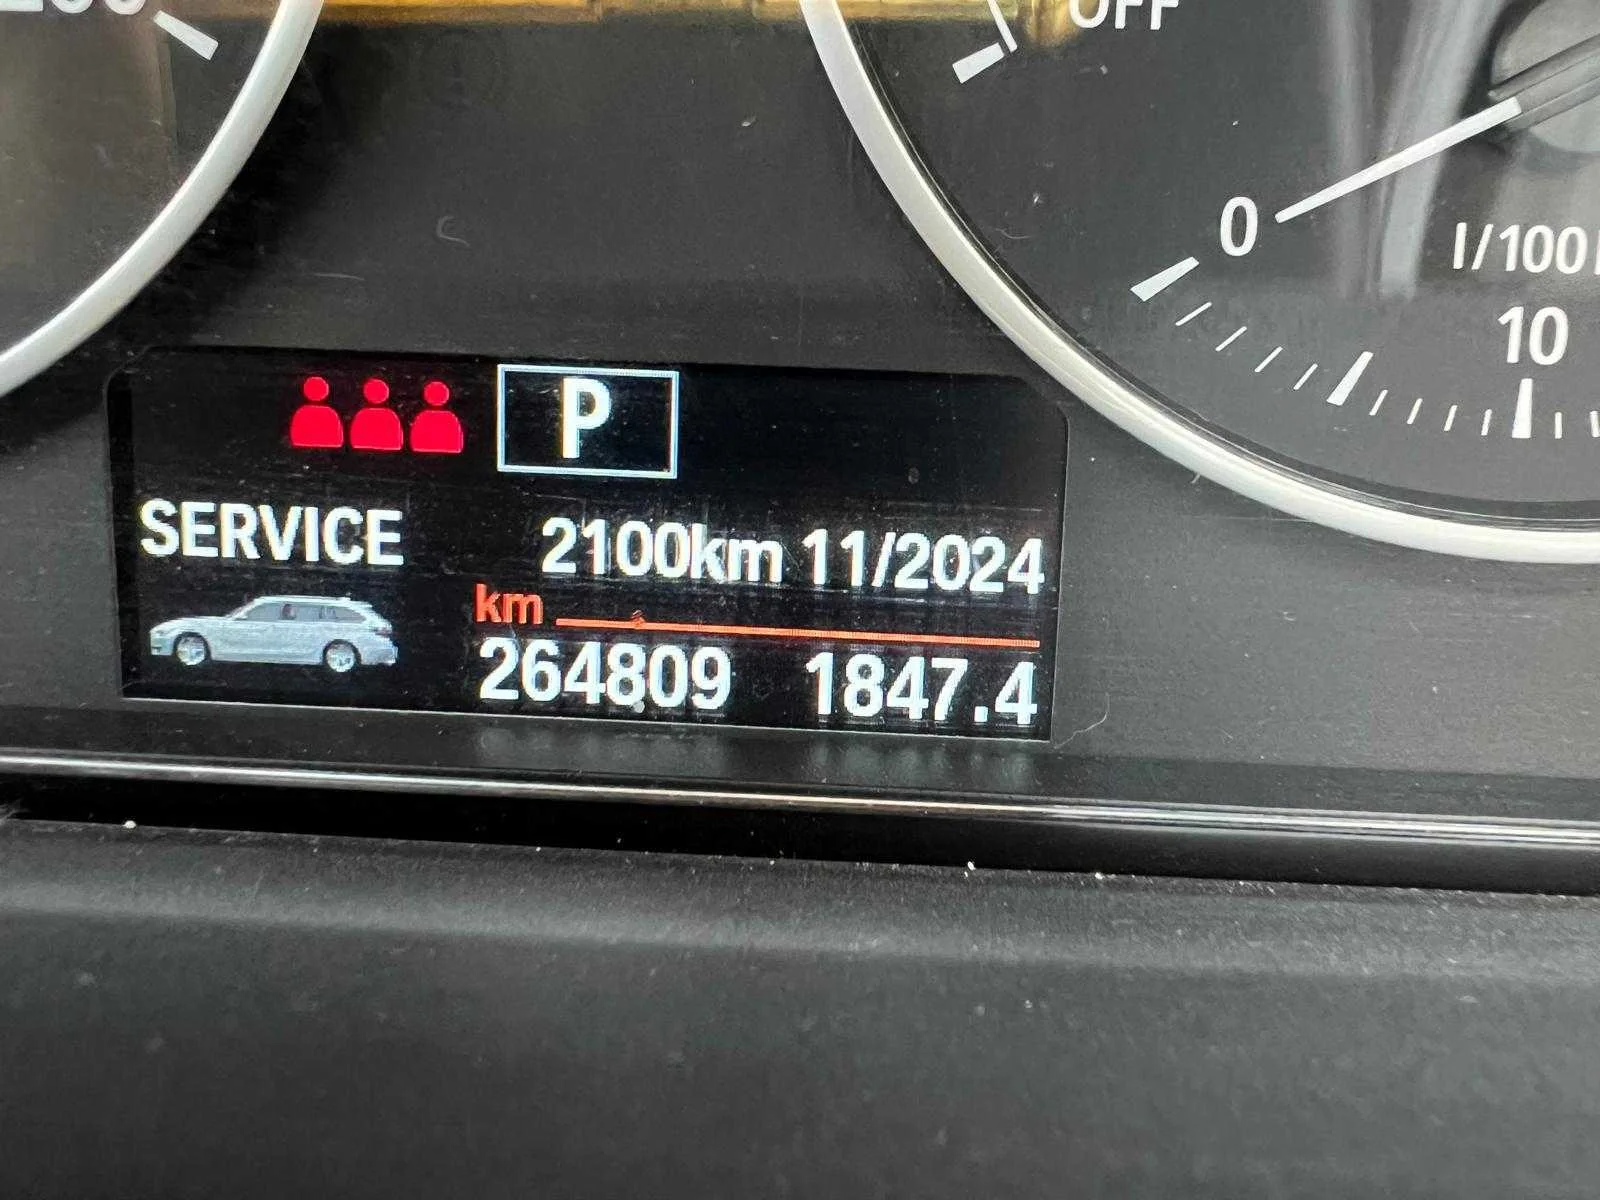 OFF
0
l/100
10
P
SERVICE 2100km 11/2024
km
264809 1847.4